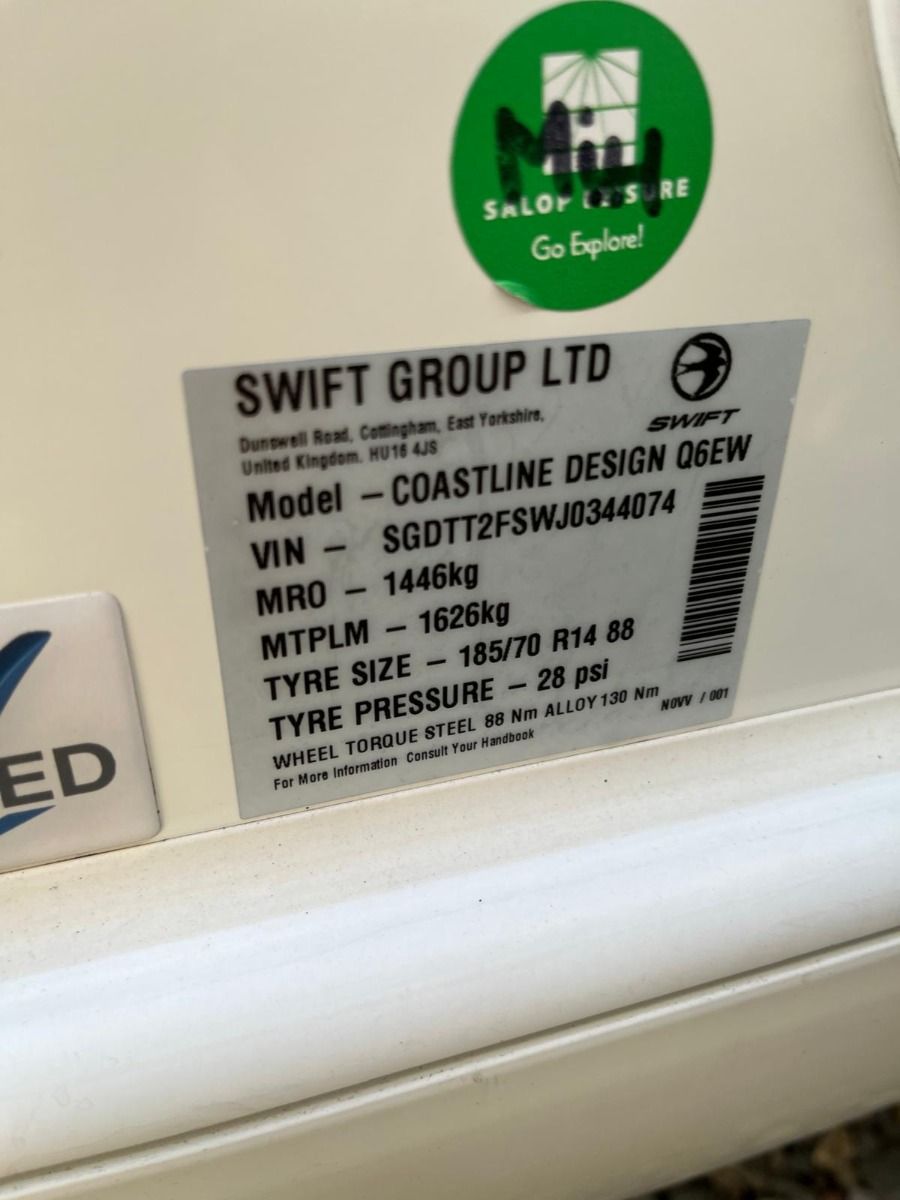 SALOP LEISURE
Go Explore!
SWIFT GROUP LTD
Dunswell Road, Cottingham, East Yorkshire,
United Kingdom. HU16 4JS
SWIFT
Model – COASTLINE DESIGN Q6EW
VIN – SGDTT2FSWJ0344074
MRO – 1446kg
MTPLM – 1626kg
TYRE SIZE – 185/70 R14 88
TYRE PRESSURE – 28 psi
WHEEL TORQUE STEEL 88 Nm ALLOY 130 Nm
For More Information Consult Your Handbook
NOVV / 001
ED